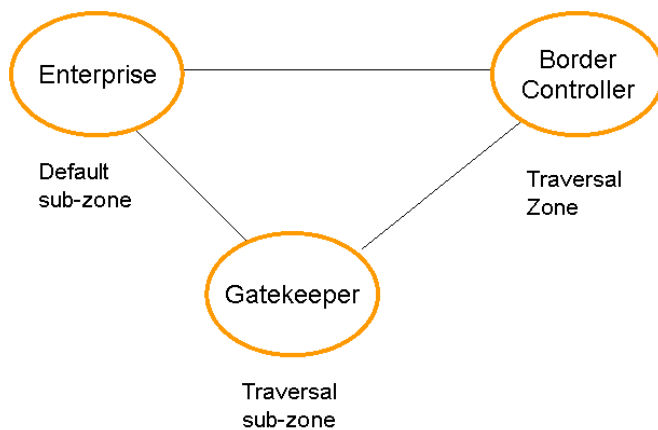 Enterprise
Border
Controller
Default
sub-zone
Traversal
Zone
Gatekeeper
Traversal
sub-zone